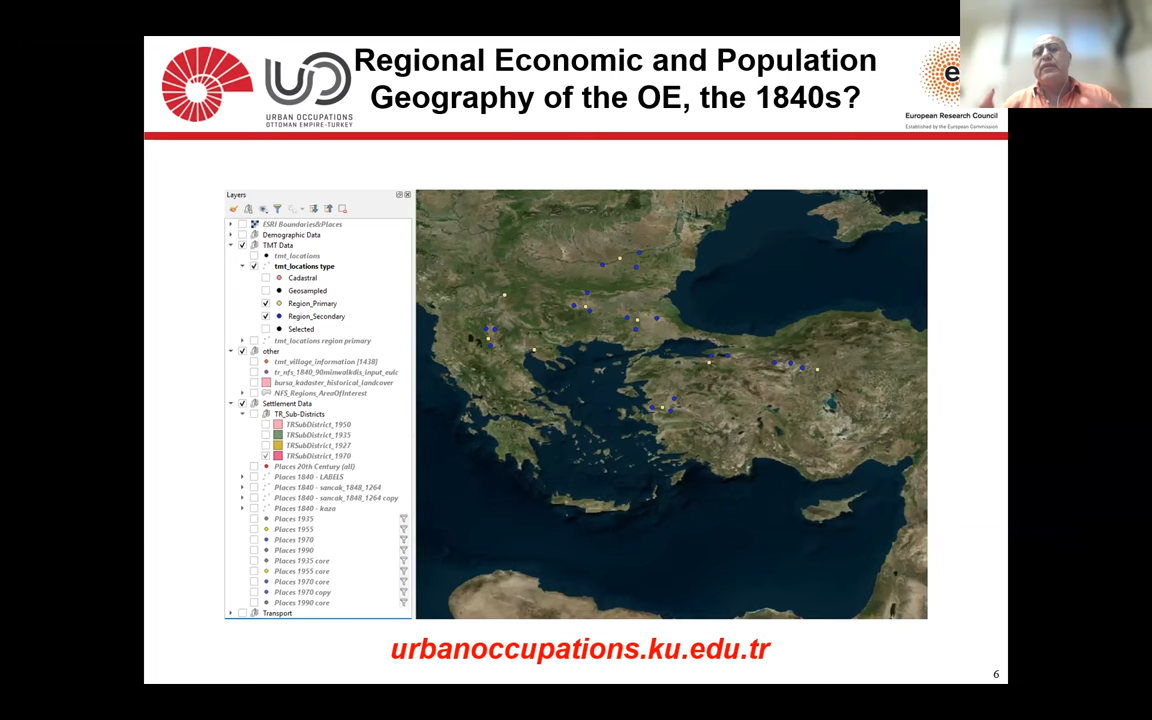 Regional Economic and Population
Geography of the OE, the 1840s?
URBAN OCCUPATIONS
OTTOMAN EMPIRE-TURKEY
e
European Research Council
Established by the European Commission
Layers
ESRI Boundaries&Places
Demographic Data
TMT Data
tmt_locations
tmt_locations type
Cadastral
Geosampled
Region_Primary
Region_Secondary
Selected
tmt_locations region primary
other
tmt_village_information [1438]
tr_nfs_1840_90minwalkdis_input_eulc
bursa_kadaster_historical_landcover
NFS_Regions_AreaOfInterest
Settlement Data
TR_Sub-Districts
TRSubDistrict_1950
TRSubDistrict_1935
TRSubDistrict_1927
TRSubDistrict_1970
Places 20th Century (all)
Places 1840 - LABELS
Places 1840 - sancak_1848_1264
Places 1840 - sancak_1848_1264 copy
Places 1840 - kaza
Places 1935
Places 1955
Places 1970
Places 1990
Places 1935 core
Places 1955 core
Places 1970 core
Places 1970 copy
Places 1990 core
Transport
urbanoccupations.ku.edu.tr
6